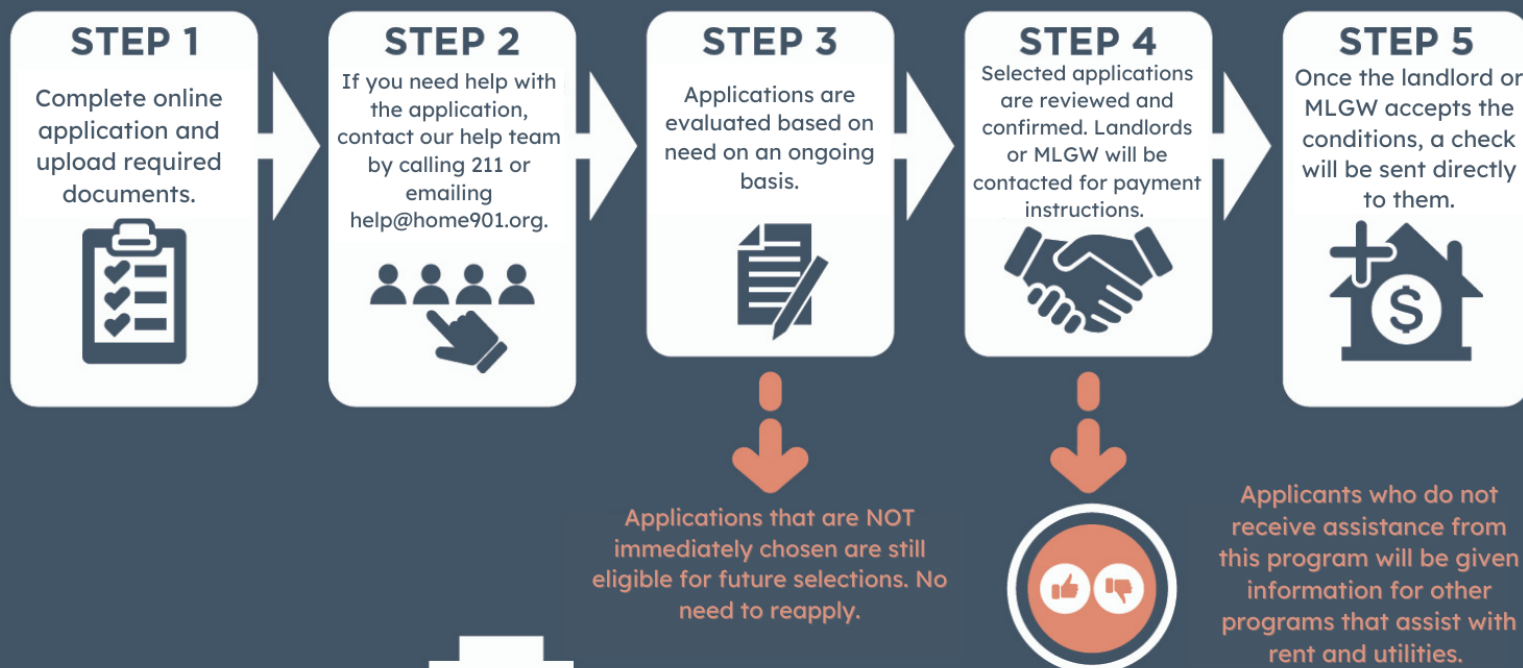 STEP 1
Complete online
application and
upload required
documents.
STEP 2
If you need help with
the application,
contact our help team
by calling 211 or
emailing
help@home901.org.
STEP 3
Applications are
evaluated based on
need on an ongoing
basis.
STEP 4
Selected applications
are reviewed and
confirmed. Landlords
or MLGW will be
contacted for payment
instructions.
STEP 5
Once the landlord or
MLGW accepts the
conditions, a check
will be sent directly
to them.
$
Applications that are NOT
immediately chosen are still
eligible for future selections. No
need to reapply.
Applicants who do not
receive assistance from
this program will be given
information for other
programs that assist with
rent and utilities.